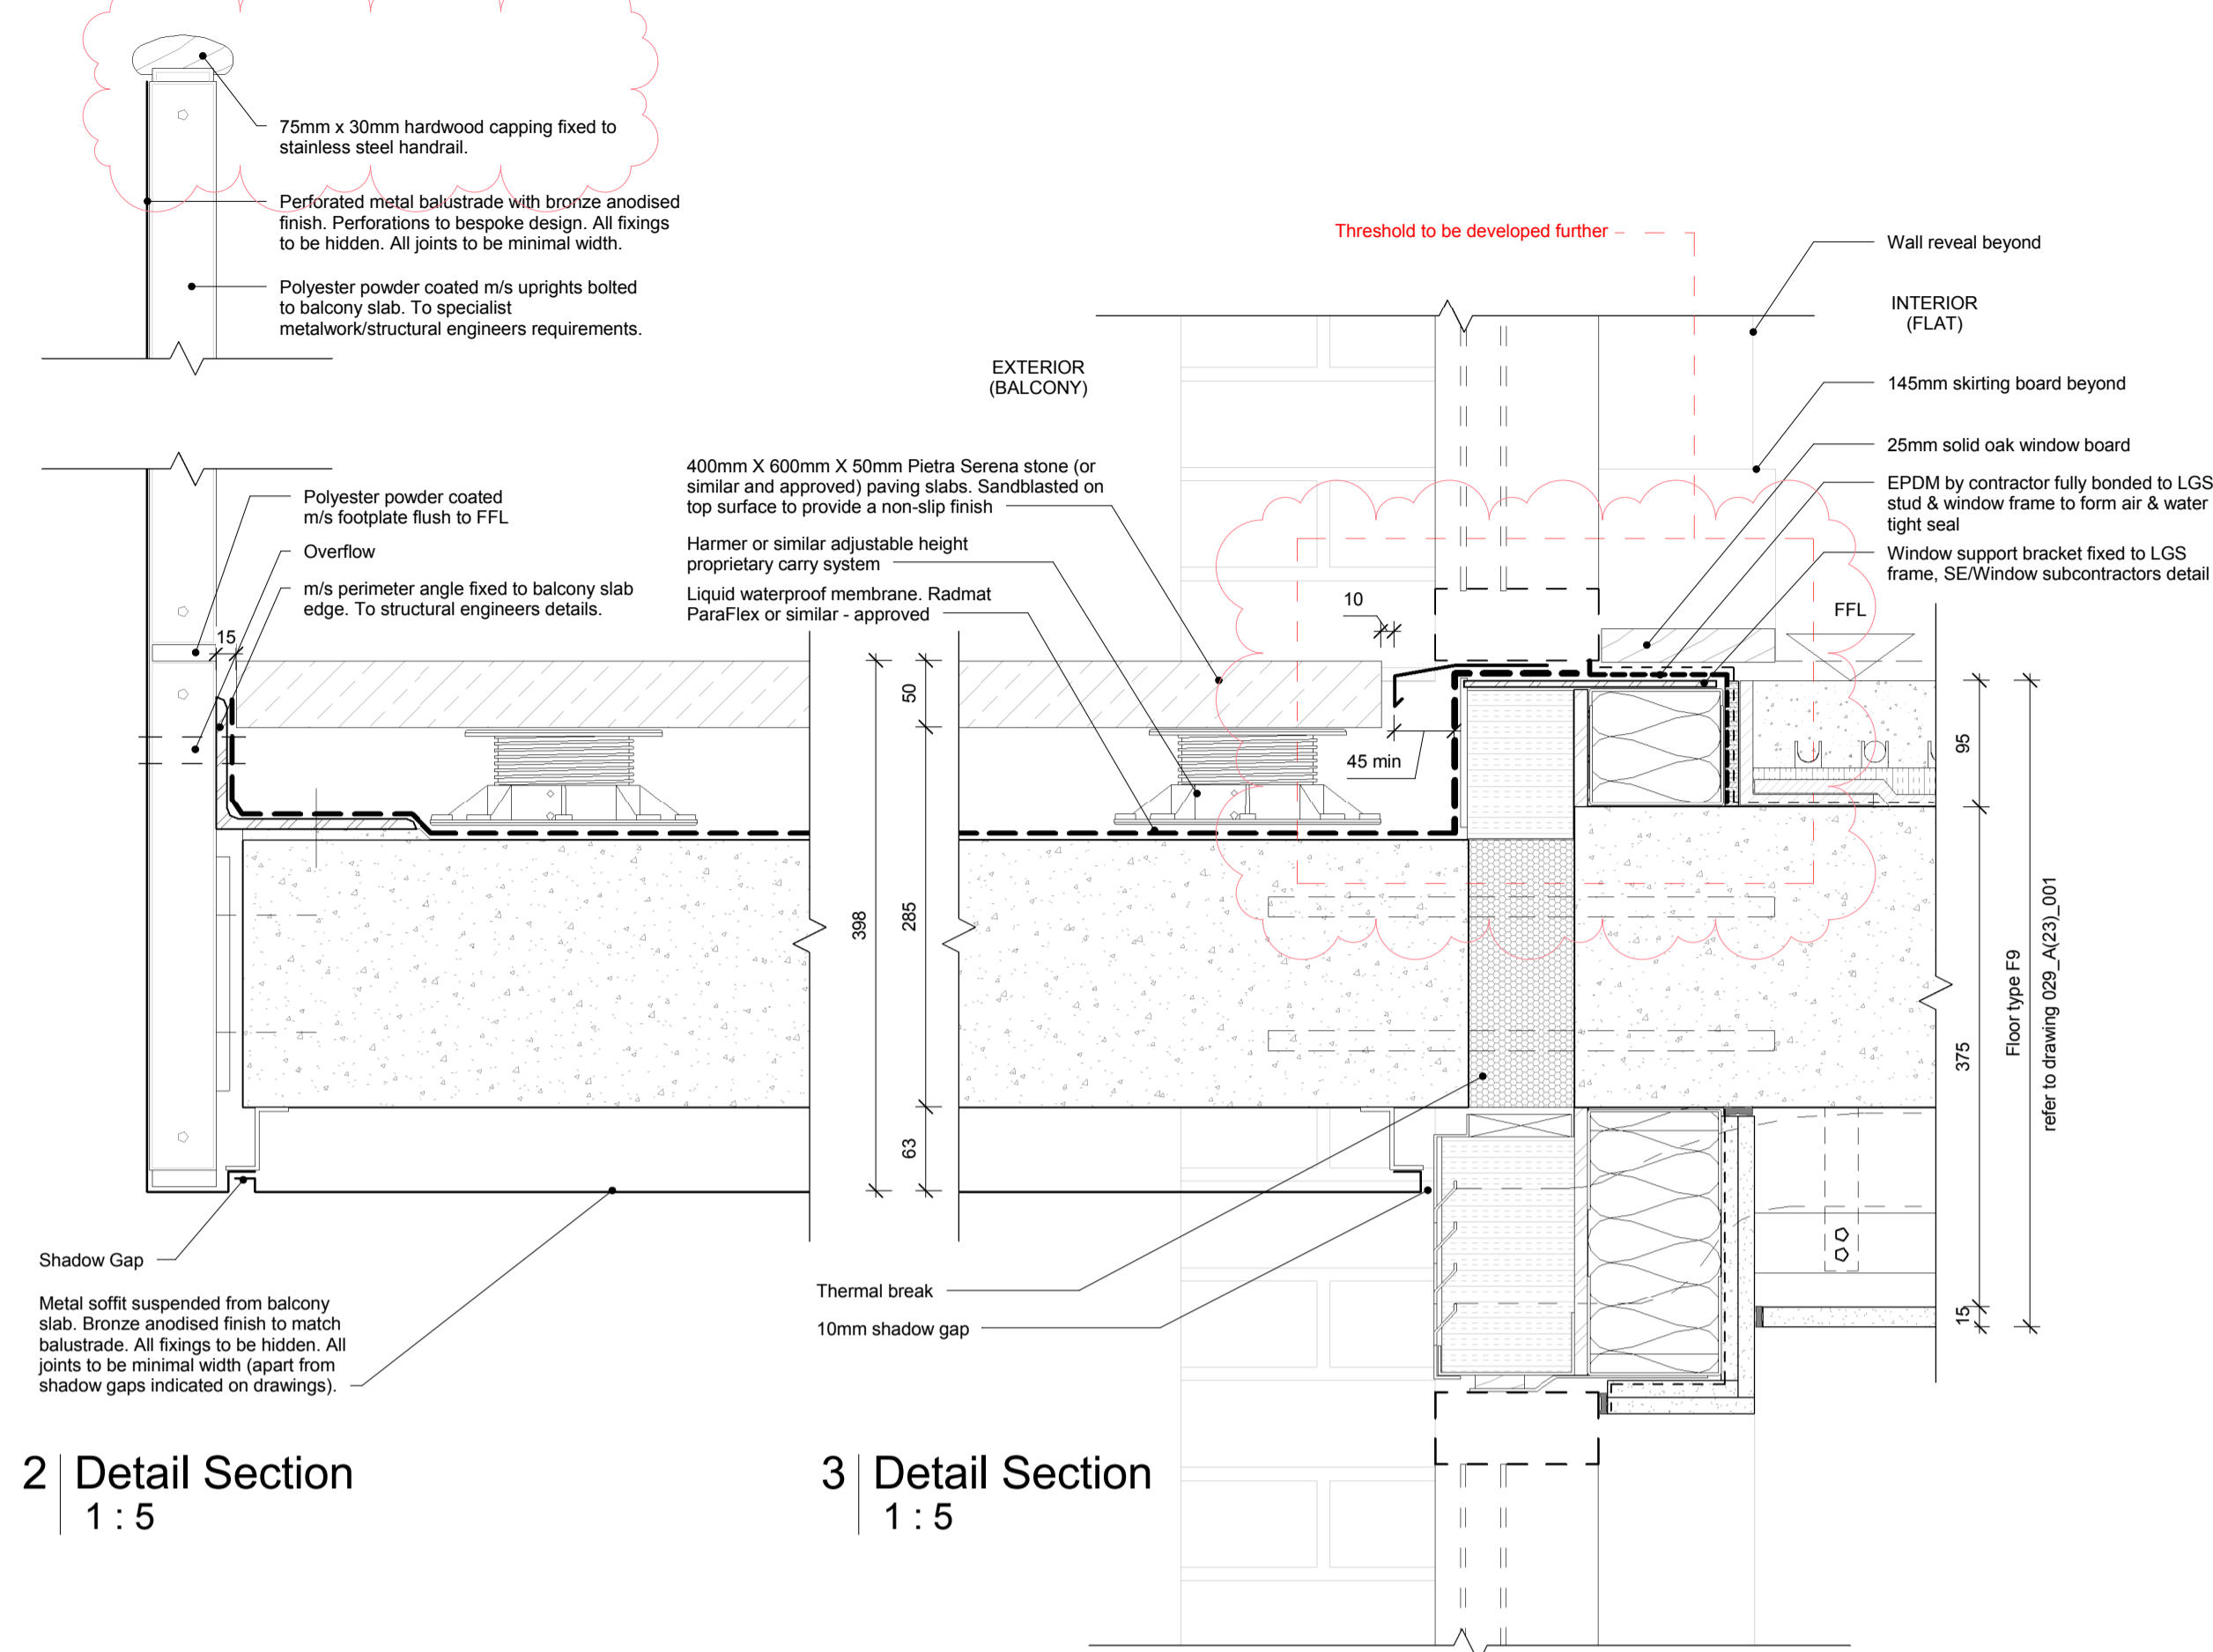 75mm x 30mm hardwood capping fixed to
stainless steel handrail.
Perforated metal balustrade with bronze anodised
finish. Perforations to bespoke design. All fixings
to be hidden. All joints to be minimal width.
Polyester powder coated m/s uprights bolted
to balcony slab. To specialist
metalwork/structural engineers requirements.
Threshold to be developed further
Wall reveal beyond
INTERIOR
(FLAT)
EXTERIOR
(BALCONY)
145mm skirting board beyond
25mm solid oak window board
EPDM by contractor fully bonded to LGS
stud & window frame to form air & water
tight seal
Window support bracket fixed to LGS
frame, SE/Window subcontractors detail
FFL
400mm X 600mm X 50mm Pietra Serena stone (or
similar and approved) paving slabs. Sandblasted on
top surface to provide a non-slip finish
Harmer or similar adjustable height
proprietary carry system
Liquid waterproof membrane. Radmat
ParaFlex or similar - approved
Polyester powder coated
m/s footplate flush to FFL
Overflow
m/s perimeter angle fixed to balcony slab
edge. To structural engineers details.
15
10
45 min
50
398
285
63
95
375
15
Floor type F9
refer to drawing 029_A(23)_001
Shadow Gap
Metal soffit suspended from balcony
slab. Bronze anodised finish to match
balustrade. All fixings to be hidden. All
joints to be minimal width (apart from
shadow gaps indicated on drawings).
Thermal break
10mm shadow gap
2 Detail Section
1 : 5
3 Detail Section
1 : 5